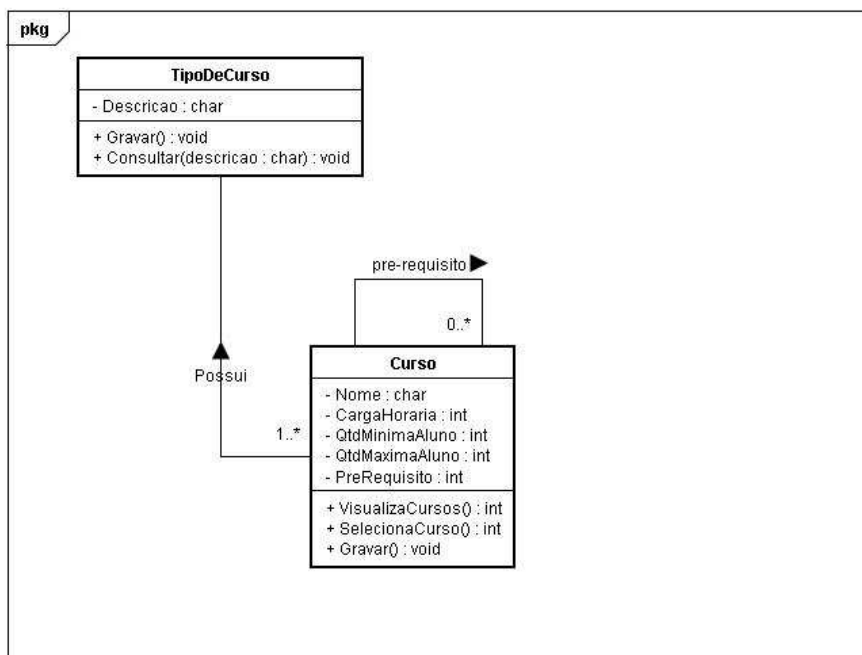 pkg
TipoDeCurso
- Descricao : char
+ Gravar() : void
+ Consultar(descricao : char) : void
pre-requisito
0..*
Possui
1..*
Curso
- Nome : char
- CargaHoraria : int
- QtdMinimaAluno : int
- QtdMaximaAluno : int
- PreRequisito : int
+ VisualizaCursos() : int
+ SelecionaCurso() : int
+ Gravar() : void